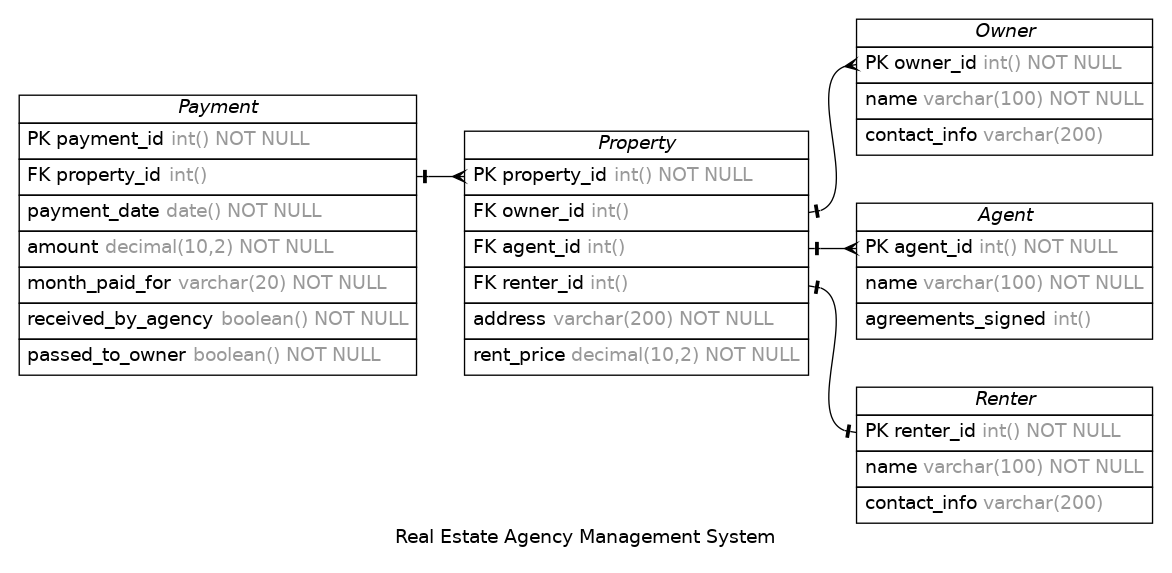 Payment
PK payment_id int() NOT NULL
FK property_id int()
payment_date date() NOT NULL
amount decimal(10,2) NOT NULL
month_paid_for varchar(20) NOT NULL
received_by_agency boolean() NOT NULL
passed_to_owner boolean() NOT NULL
Property
PK property_id int() NOT NULL
FK owner_id int()
FK agent_id int()
FK renter_id int()
address varchar(200) NOT NULL
rent_price decimal(10,2) NOT NULL
Owner
PK owner_id int() NOT NULL
name varchar(100) NOT NULL
contact_info varchar(200)
Agent
PK agent_id int() NOT NULL
name varchar(100) NOT NULL
agreements_signed int()
Renter
PK renter_id int() NOT NULL
name varchar(100) NOT NULL
contact_info varchar(200)
Real Estate Agency Management System